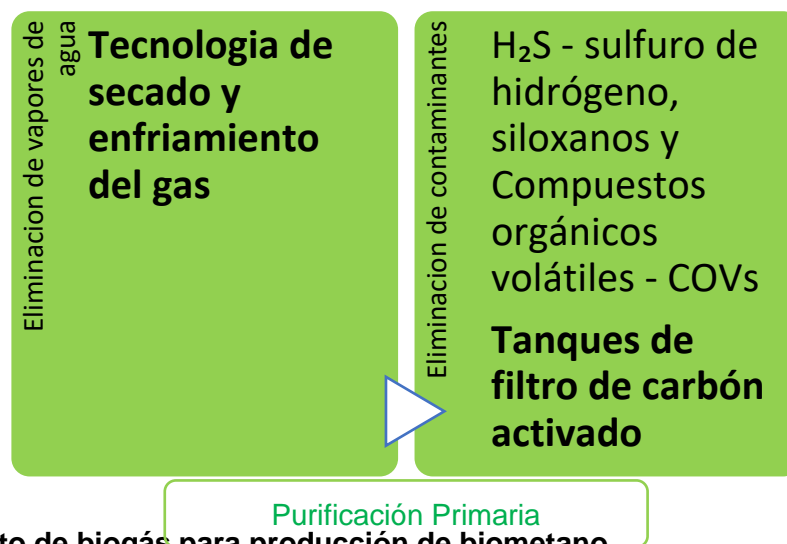 Eliminacion de vapores de
agua
Tecnologia de
secado y
enfriamiento
del gas
Eliminacion de contaminantes
H₂S - sulfuro de
hidrógeno,
siloxanos y
Compuestos
orgánicos
volátiles - COVs
Tanques de
filtro de carbón
activado
Purificación Primaria
to de biogás para producción de biometano